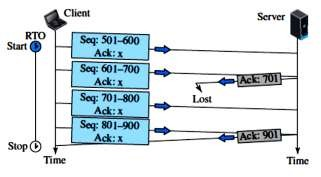 Client
Server
RTO
Start
Seq: 501–600
Ack: x
Seq: 601–700
Ack: x
Ack: 701
Lost
Seq: 701–800
Ack: x
Seq: 801–900
Ack: x
Ack: 901
Stop
Time
Time